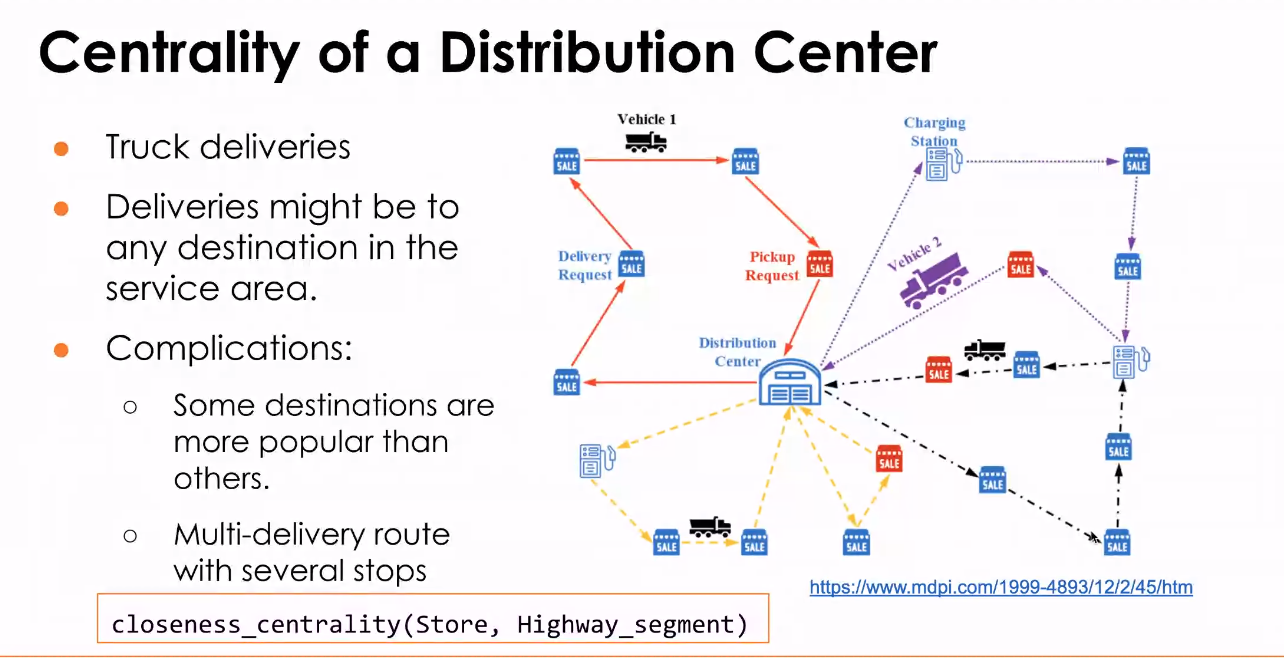 Centrality of a Distribution Center
● Truck deliveries
● Deliveries might be to
any destination in the
service area.
● Complications:
○ Some destinations are
more popular than
others.
○ Multi-delivery route
with several stops
closeness_centrality(Store, Highway_segment)
Vehicle 1
SALE
SALE
Delivery
Request
SALE
Pickup
Request
SALE
SALE
Distribution
Center
Charging
Station
SALE
SALE
Vehicle 2
SALE
SALE
SALE
SALE
SALE
SALE
SALE
SALE
SALE
SALE
SALE
https://www.mdpi.com/1999-4893/12/2/45/htm